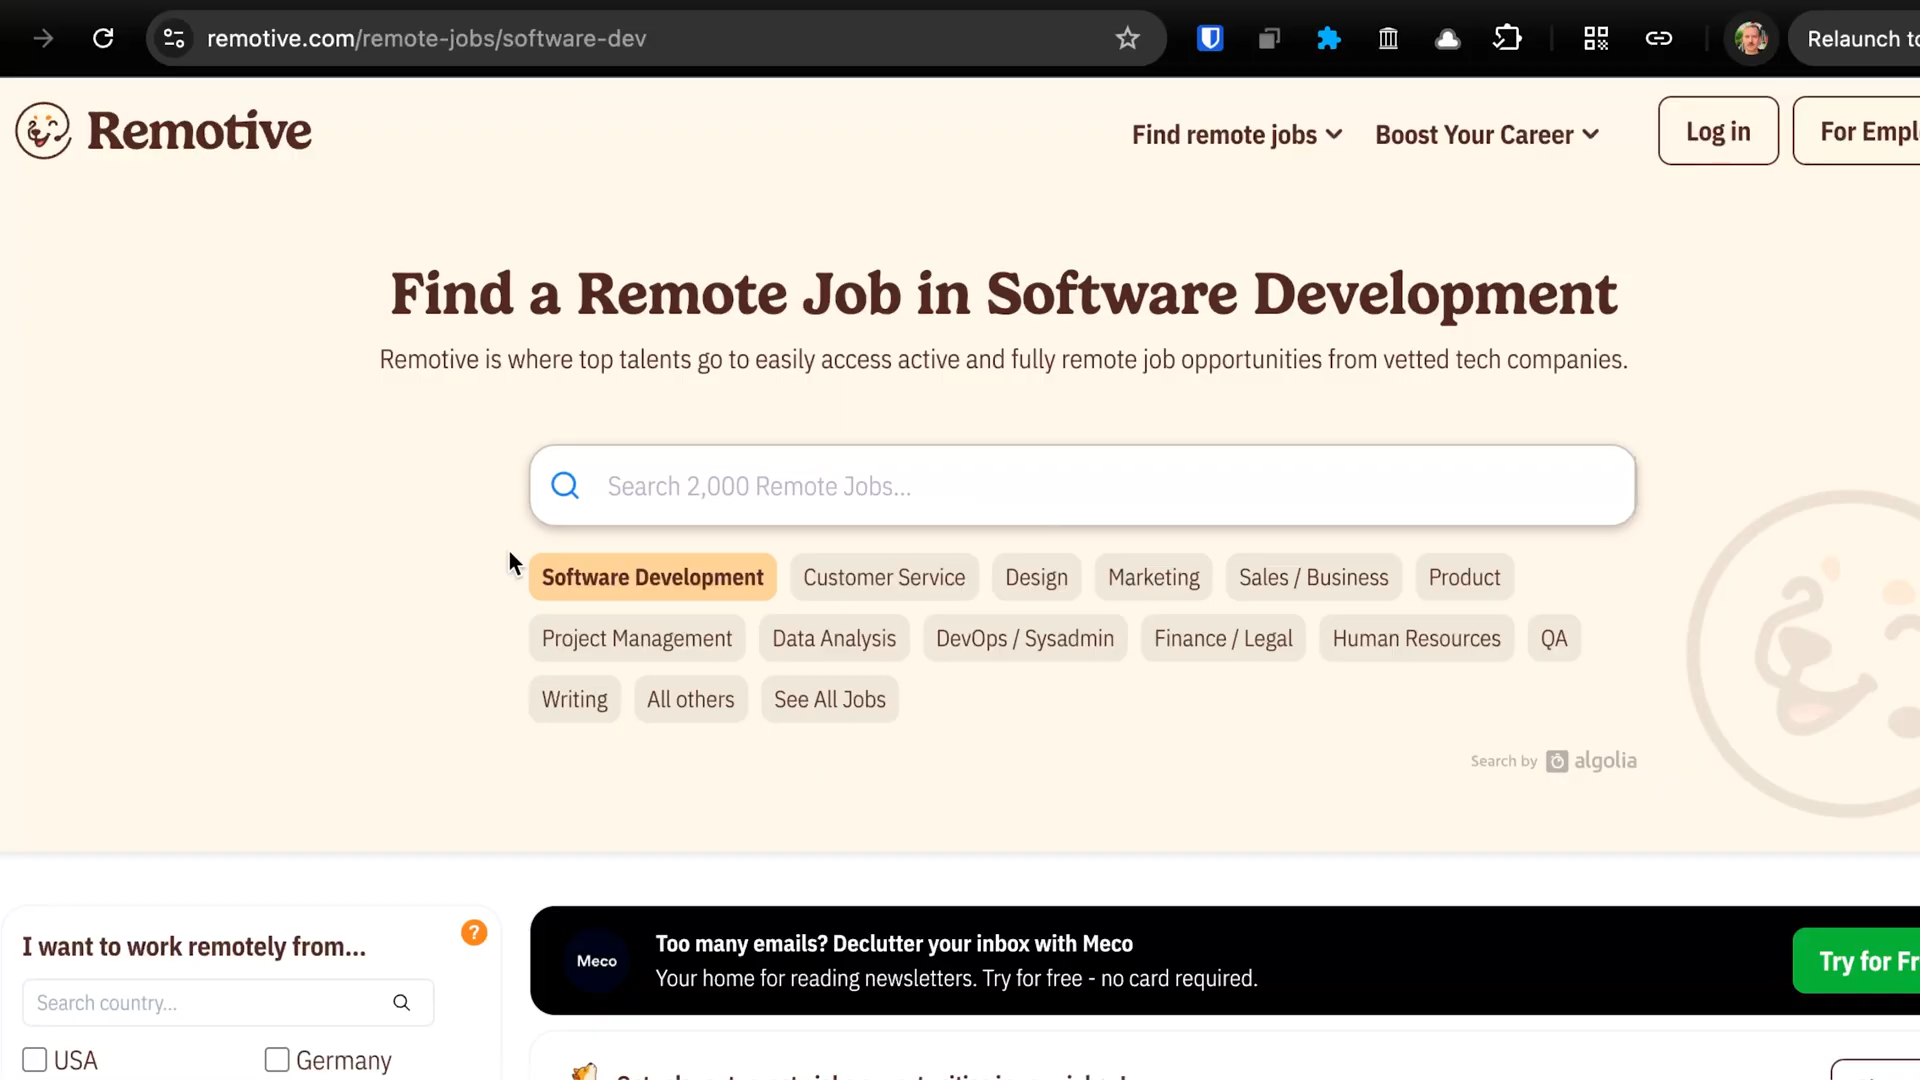 remotive.com/remote-jobs/software-dev
Relaunch to
Remotive
Find remote jobs
Boost Your Career
Log in
For Empl
Find a Remote Job in Software Development
Remotive is where top talents go to easily access active and fully remote job opportunities from vetted tech companies.
Search 2,000 Remote Jobs...
Software Development Customer Service Design Marketing Sales / Business Product
Project Management Data Analysis DevOps / Sysadmin Finance / Legal Human Resources QA
Writing All others See All Jobs
Search by algolia
I want to work remotely from...
?
Search country...
USA Germany
Meco
Too many emails? Declutter your inbox with Meco
Your home for reading newsletters. Try for free - no card required.
Try for Fr